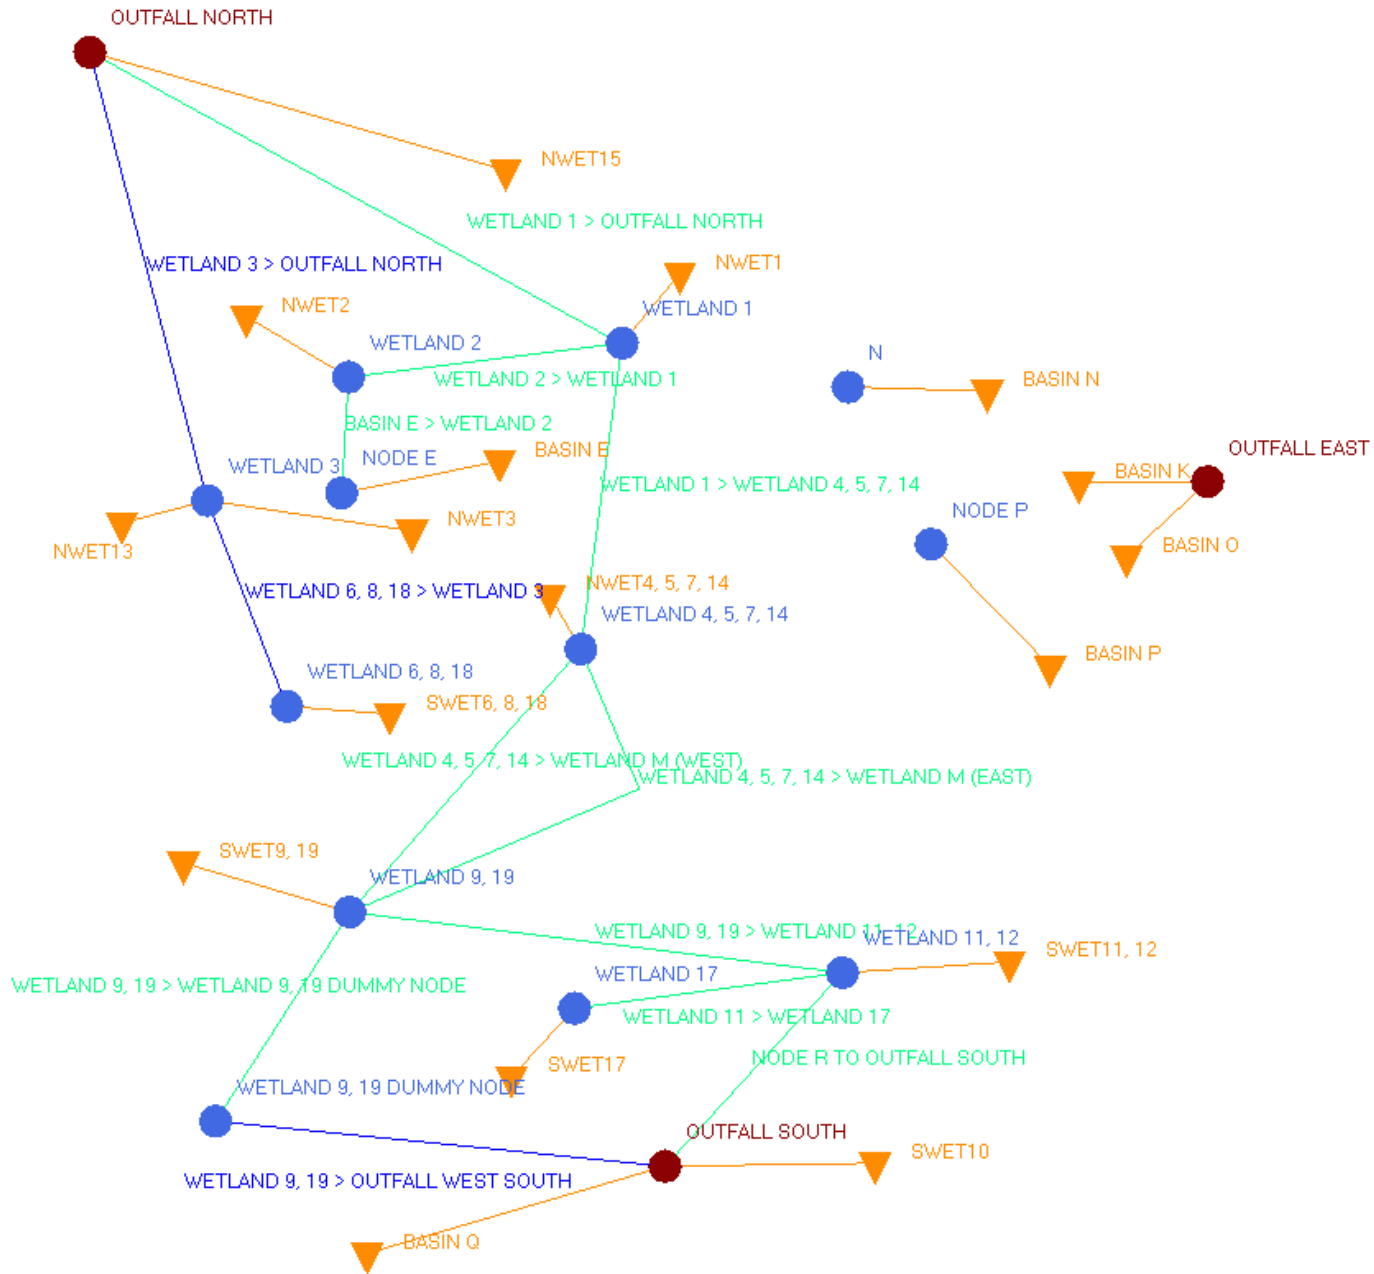 OUTFALL NORTH
NWET15
WETLAND 1 > OUTFALL NORTH
WETLAND 3 > OUTFALL NORTH
NWET1
NWET2
WETLAND 1
WETLAND 2
N
WETLAND 2 > WETLAND 1
BASIN N
BASIN E > WETLAND 2
BASIN E
OUTFALL EAST
NODE E
WETLAND 3
BASIN K
WETLAND 1 > WETLAND 4, 5, 7, 14
NODE P
NWET3
BASIN O
NWET13
NWET4, 5, 7, 14
WETLAND 6, 8, 18 > WETLAND 3
WETLAND 4, 5, 7, 14
BASIN P
WETLAND 6, 8, 18
SWET6, 8, 18
WETLAND 4, 5, 7, 14 > WETLAND M (WEST)
WETLAND 4, 5, 7, 14 > WETLAND M (EAST)
SWET9, 19
WETLAND 9, 19
WETLAND 9, 19 > WETLAND 11, 12
WETLAND 11, 12
SWET11, 12
WETLAND 17
WETLAND 9, 19 > WETLAND 9, 19 DUMMY NODE
WETLAND 11 > WETLAND 17
NODE R TO OUTFALL SOUTH
SWET17
WETLAND 9, 19 DUMMY NODE
OUTFALL SOUTH
SWET10
WETLAND 9, 19 > OUTFALL WEST SOUTH
BASIN Q